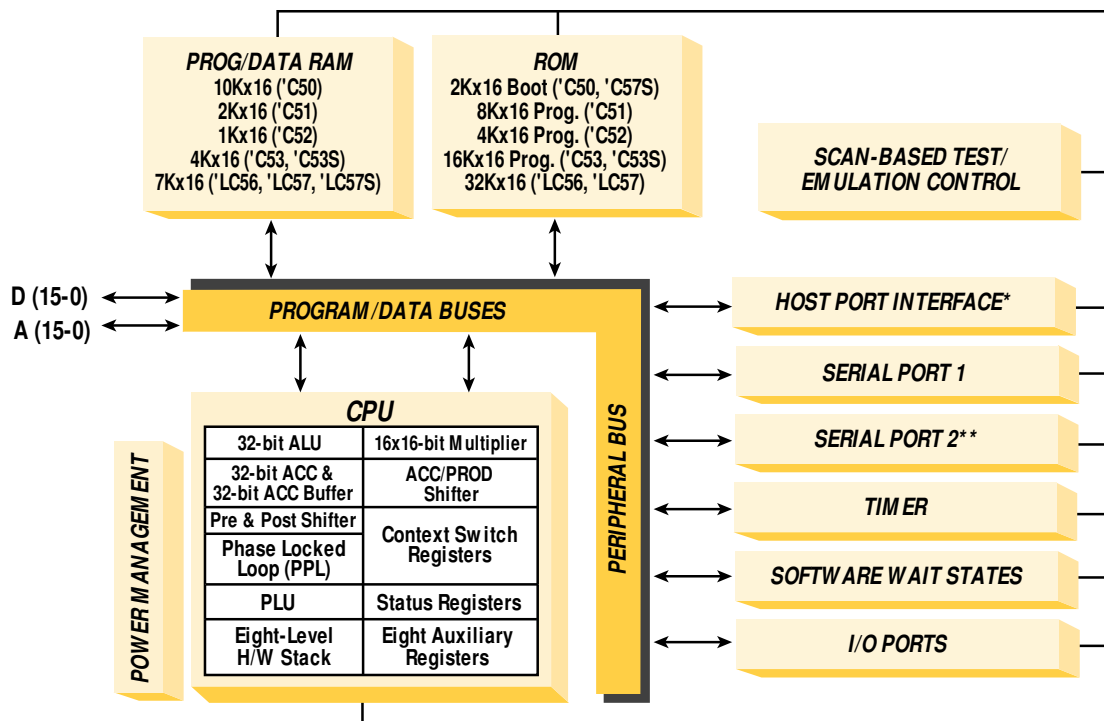 PROG/DATA RAM
10Kx16 ('C50)
2Kx16 ('C51)
1Kx16 ('C52)
4Kx16 ('C53, 'C53S)
7Kx16 ('LC56, 'LC57, 'LC57S)
ROM
2Kx16 Boot ('C50, 'C57S)
8Kx16 Prog. ('C51)
4Kx16 Prog. ('C52)
16Kx16 Prog. ('C53, 'C53S)
32Kx16 ('LC56, 'LC57)
SCAN-BASED TEST/
EMULATION CONTROL
D (15-0)
A (15-0)
PROGRAM/DATA BUSES
PERIPHERAL BUS
HOST PORT INTERFACE*
SERIAL PORT 1
SERIAL PORT 2**
TIMER
SOFTWARE WAIT STATES
I/O PORTS
POWER MANAGEMENT
CPU
32-bit ALU
16x16-bit Multiplier
32-bit ACC &
32-bit ACC Buffer
ACC/PROD
Shifter
Pre & Post Shifter
Context Switch
Registers
Phase Locked
Loop (PPL)
PLU
Status Registers
Eight-Level
H/W Stack
Eight Auxiliary
Registers